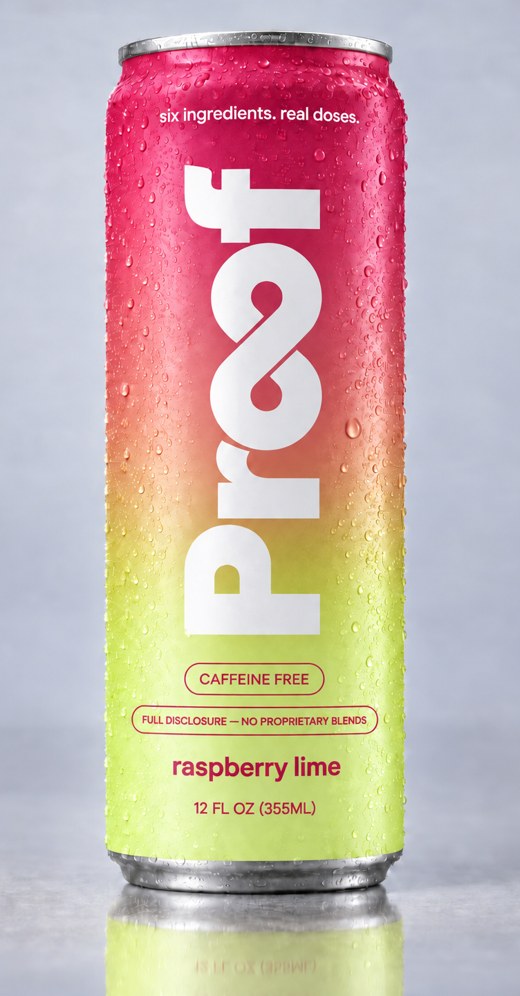 six ingredients. real doses.
Proof
CAFFEINE FREE
FULL DISCLOSURE — NO PROPRIETARY BLENDS
raspberry lime
12 FL OZ (355ML)